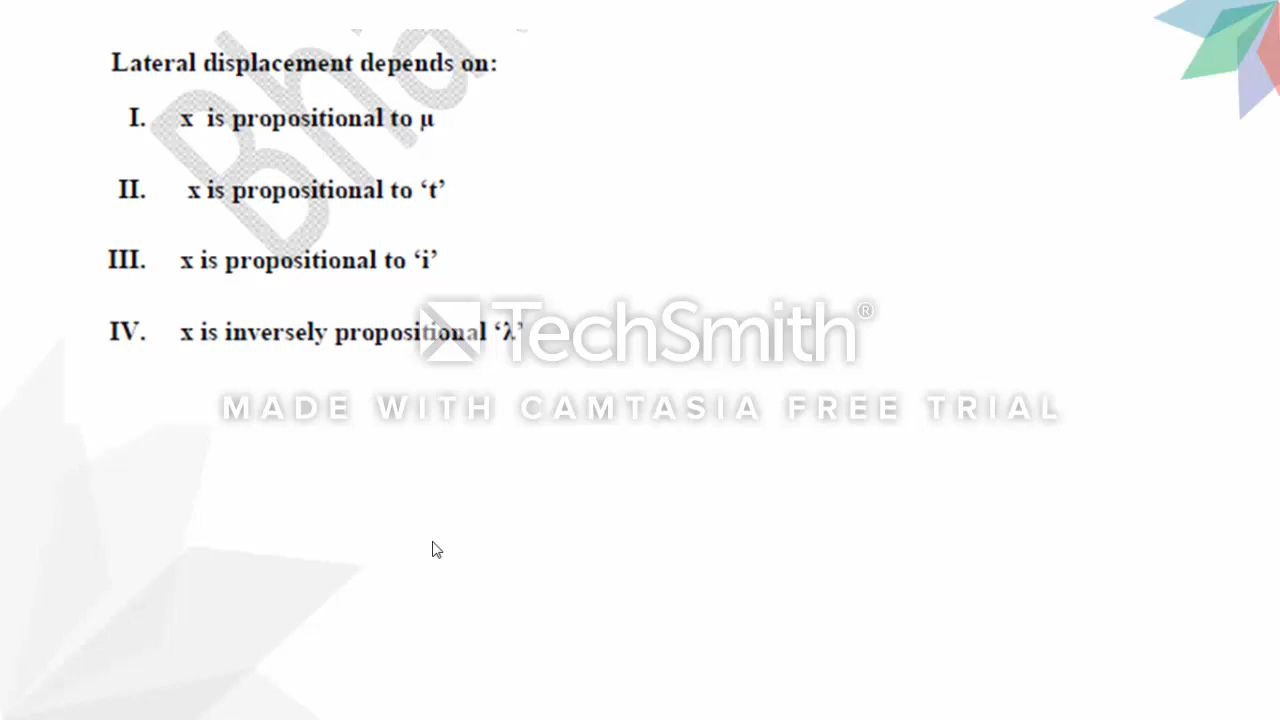 Lateral displacement depends on:
I. x is propositional to μ
II. x is propositional to ‘t’
III. x is propositional to ‘i’
IV. x is inversely propositional ‘λ’
TechSmith®
MADE WITH CAMTASIA FREE TRIAL